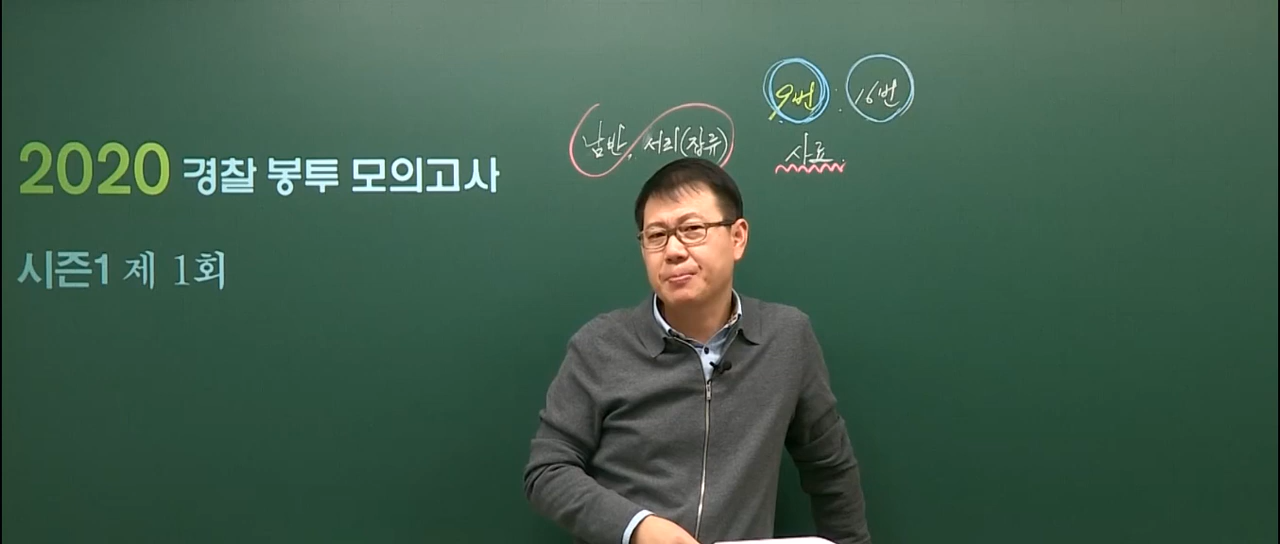 2020 경찰 봉투 모의고사
시즌1 제 1회
남반, 서리(잡류)
9번 : 16번
사료.